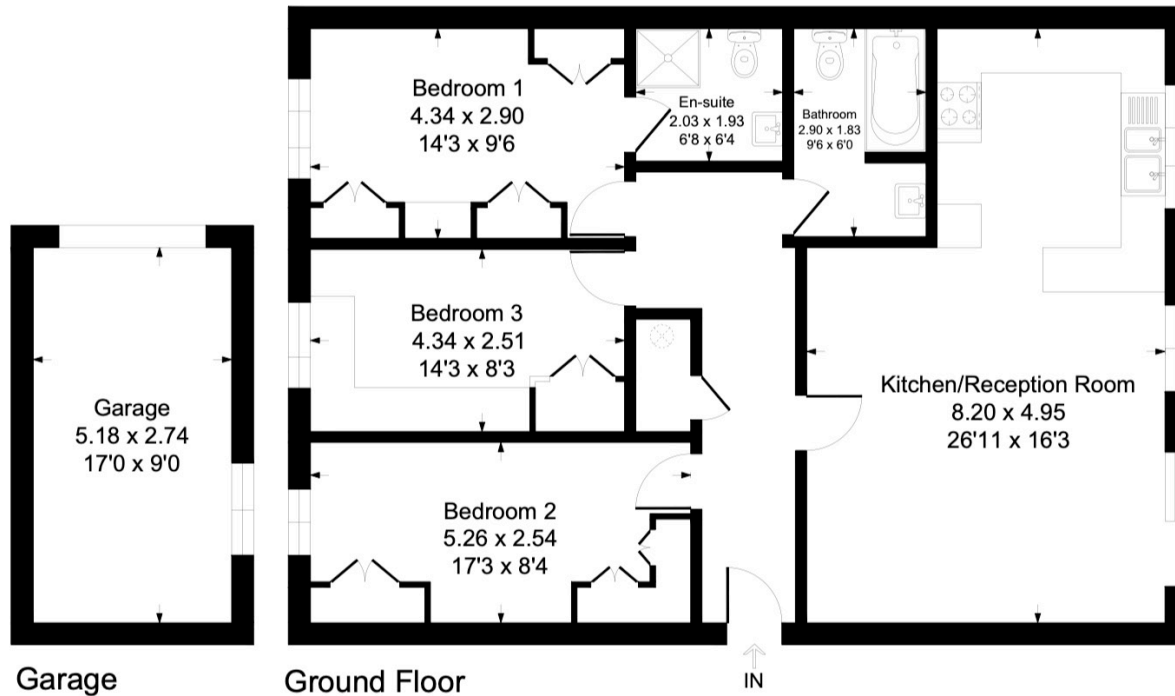 Bedroom 1
4.34 x 2.90
14'3 x 9'6
En-suite
2.03 x 1.93
6'8 x 6'4
Bathroom
2.90 x 1.83
9'6 x 6'0
Bedroom 3
4.34 x 2.51
14'3 x 8'3
Kitchen/Reception Room
8.20 x 4.95
26'11 x 16'3
Garage
5.18 x 2.74
17'0 x 9'0
Bedroom 2
5.26 x 2.54
17'3 x 8'4
Garage
Ground Floor
IN